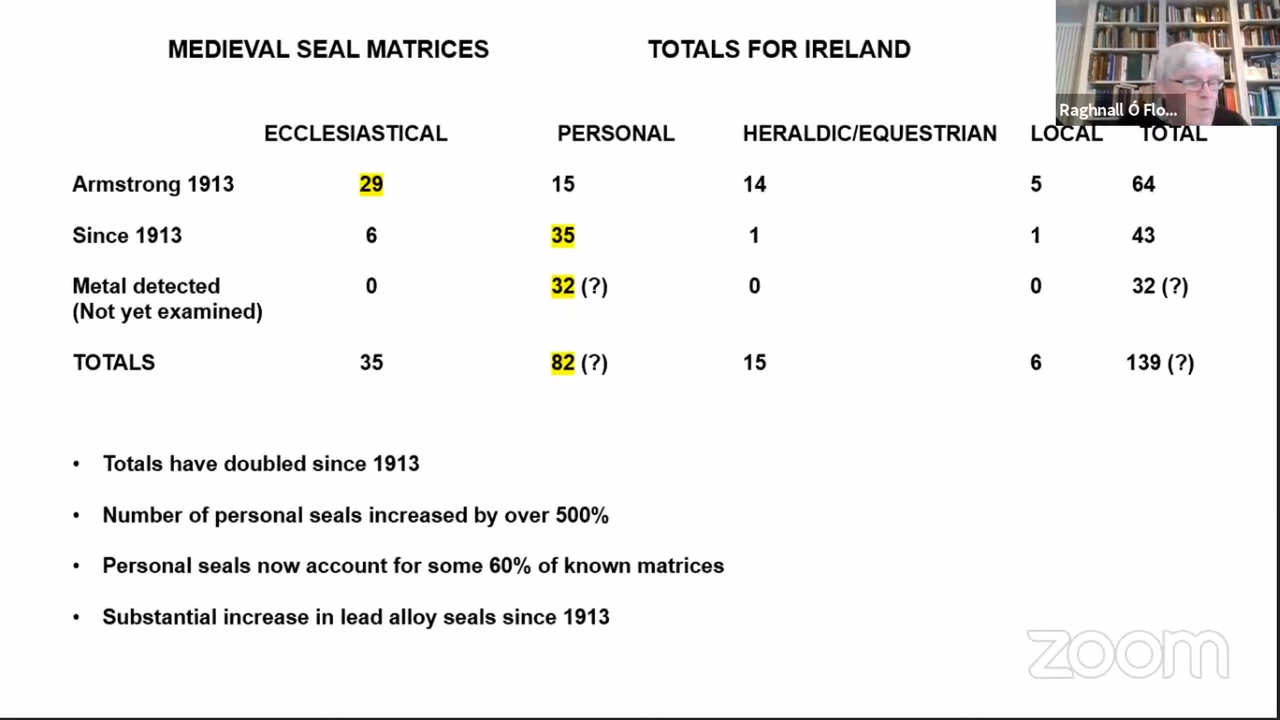 MEDIEVAL SEAL MATRICES TOTALS FOR IRELAND
Raghnall Ó Flo...
ECCLESIASTICAL PERSONAL HERALDIC/EQUESTRIAN LOCAL TOTAL
Armstrong 1913 29 15 14 5 64
Since 1913 6 35 1 1 43
Metal detected 0 32 (?) 0 0 32 (?)
(Not yet examined)
TOTALS 35 82 (?) 15 6 139 (?)
• Totals have doubled since 1913
• Number of personal seals increased by over 500%
• Personal seals now account for some 60% of known matrices
• Substantial increase in lead alloy seals since 1913
zoom